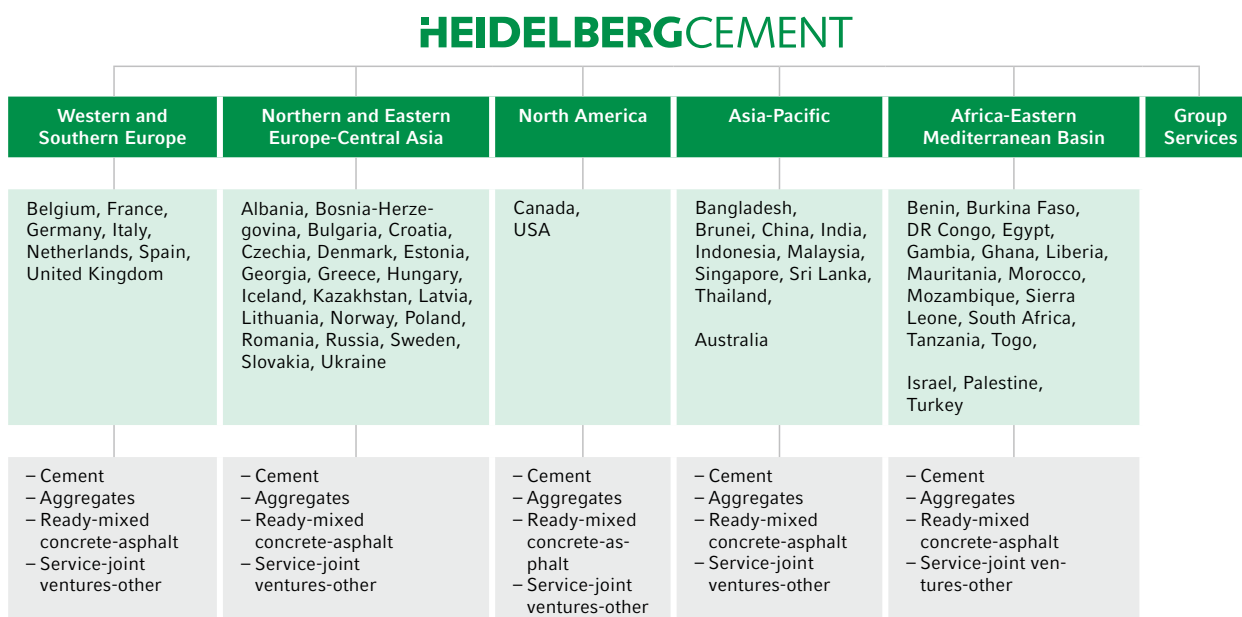 HEIDELBERGCEMENT
Western and
Southern Europe
Northern and Eastern
Europe-Central Asia
North America
Asia-Pacific
Africa-Eastern
Mediterranean Basin
Group
Services
Belgium, France,
Germany, Italy,
Netherlands, Spain,
United Kingdom
Albania, Bosnia-Herze-
govina, Bulgaria, Croatia,
Czechia, Denmark, Estonia,
Georgia, Greece, Hungary,
Iceland, Kazakhstan, Latvia,
Lithuania, Norway, Poland,
Romania, Russia, Sweden,
Slovakia, Ukraine
Canada,
USA
Bangladesh,
Brunei, China, India,
Indonesia, Malaysia,
Singapore, Sri Lanka,
Thailand,
Australia
Benin, Burkina Faso,
DR Congo, Egypt,
Gambia, Ghana, Liberia,
Mauritania, Morocco,
Mozambique, Sierra
Leone, South Africa,
Tanzania, Togo,
Israel, Palestine,
Turkey
– Cement
– Aggregates
– Ready-mixed
concrete-asphalt
– Service-joint
ventures-other
– Cement
– Aggregates
– Ready-mixed
concrete-asphalt
– Service-joint
ventures-other
– Cement
– Aggregates
– Ready-mixed
concrete-as-
phalt
– Service-joint
ventures-other
– Cement
– Aggregates
– Ready-mixed
concrete-asphalt
– Service-joint
ventures-other
– Cement
– Aggregates
– Ready-mixed
concrete-asphalt
– Service-joint ven-
tures-other